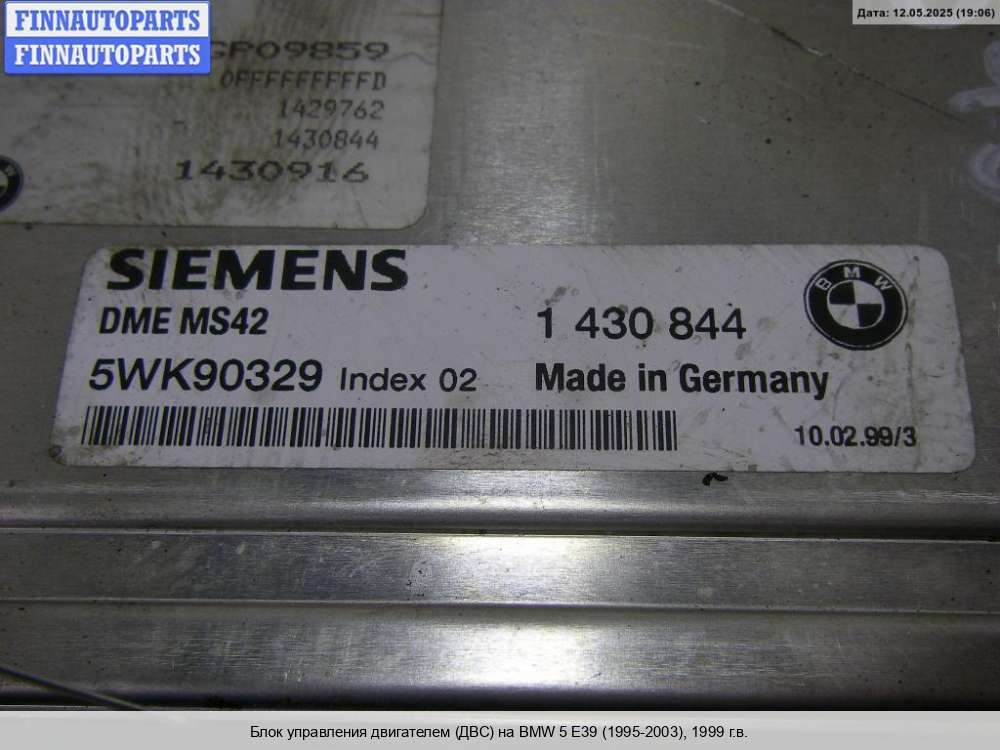 FINNAUTOPARTS
FINNAUTOPARTS
Дата: 12.05.2025 (19:06)
GR09859
0FFFFFFFFFD
1429762
1430844
1430916
SIEMENS
BMW
DME MS42
1 430 844
5WK90329 Index 02
Made in Germany
10.02.99/3
Блок управления двигателем (ДВС) на BMW 5 E39 (1995-2003), 1999 г.в.